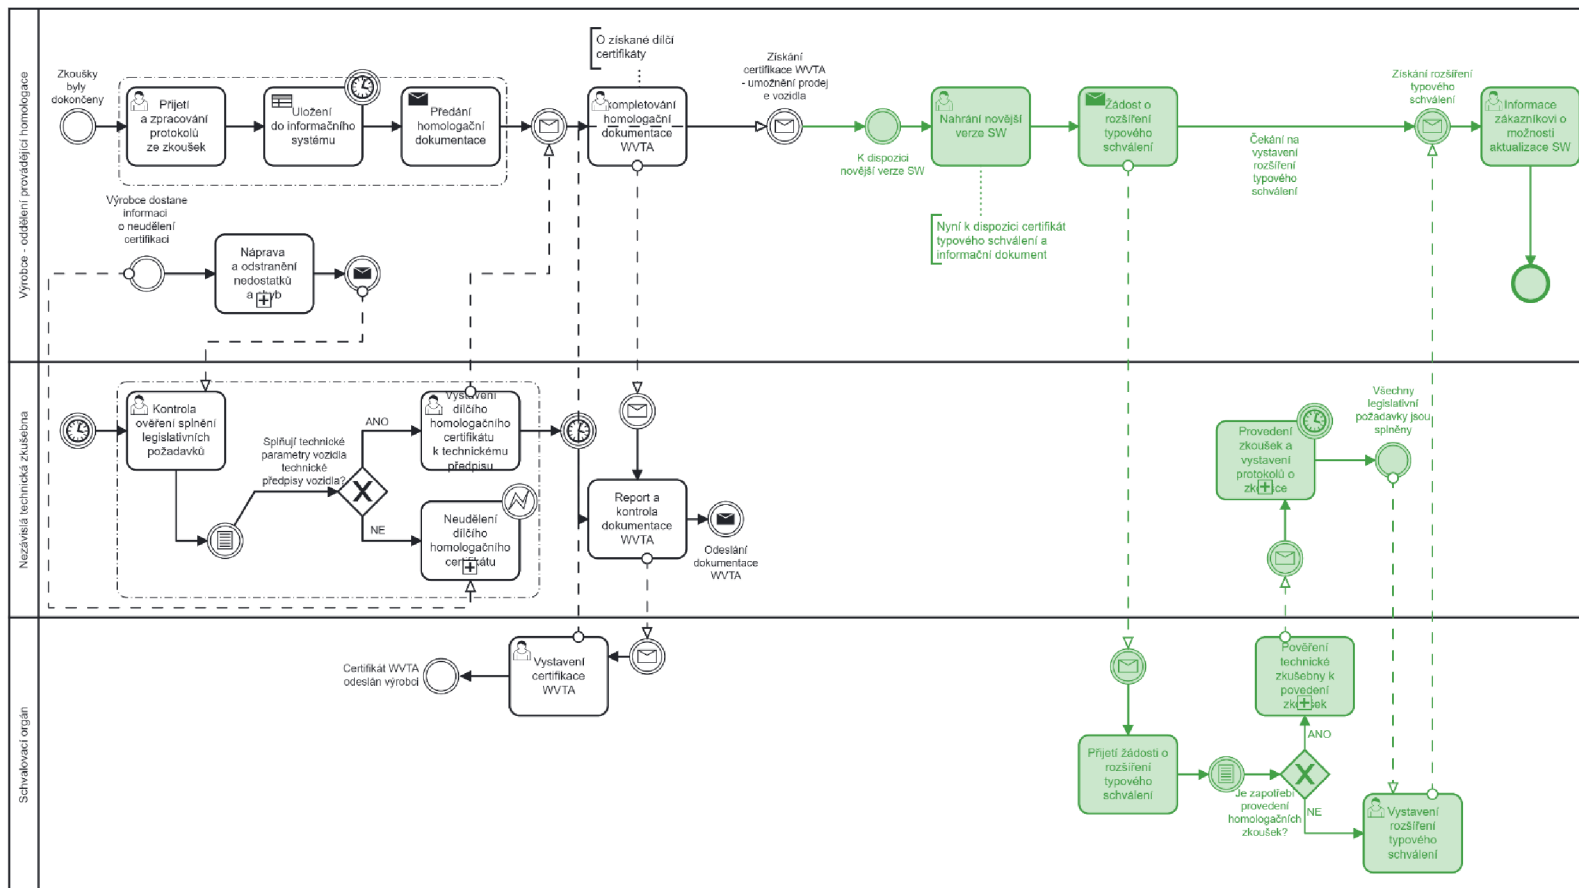 Výrobce - oddělení provádějící homologace
Zkoušky
byly
dokončeny
Přijetí
a zpracování
protokolů
ze zkoušek
Uložení
do informačního
systému
Předání
homologační
dokumentace
O získané dílčí
certifikáty
kompletování
homologační
dokumentace
WVTA
Získání
certifikace WVTA
- umožnění prodej
e vozidla
K dispozici
novější verze SW
Nahrání novější
verze SW
Nyní k dispozici certifikát
typového schválení a
informační dokument
Žádost o
rozšíření
typového
schválení
Čekání na
vystavení
rozšíření
typového
schválení
Získání rozšíření
typového
schválení
Informace
zákazníkovi o
možnosti
aktualizace SW
Výrobce dostane
informaci
o neudělení
certifikaci
Náprava
a odstranění
nedostatků
Nezávislá technická zkušebna
Kontrola
ověření splnění
legislativních
požadavků
Splňují technické
parametry vozidla
technické
předpisy vozidla?
ANO
NE
Vystavení
dílčího
homologačního
certifikátu
k technickému
předpisu
Neudělení
dílčího
homologačního
certifikátu
Report a
kontrola
dokumentace
WVTA
Odeslání
dokumentace
WVTA
Provedení
zkoušek a
vystavení
protokolů o
Všechny
legislativní
požadavky jsou
splněny
Schvalovací orgán
Certifikát WVTA
odeslán výrobci
Vystavení
certifikace
WVTA
Přijetí žádosti o
rozšíření
typového
schválení
Je zapotřebí
provedení
homologačních
zkoušek?
ANO
NE
Pověření technické
zkušebny k
povedení
Vystavení
rozšíření
typového
schválení